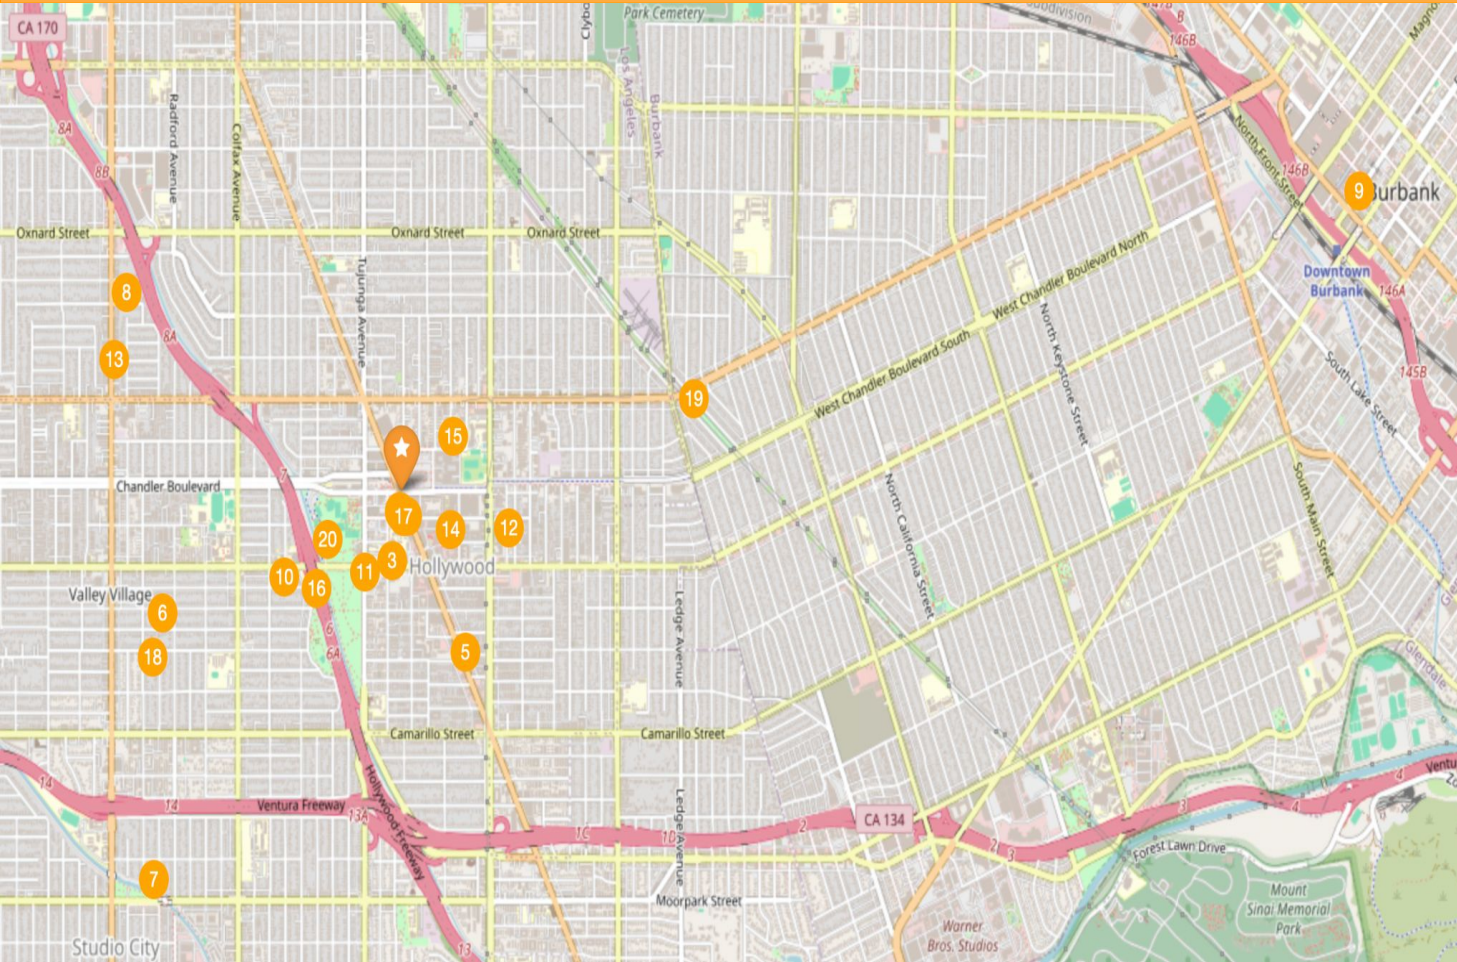 CA 170
Park Cemetery
Subdivision
B
146B
Los Angeles
Burbank
8A
Radford Avenue
Colfax Avenue
8B
North Front Street
146B
9
Burbank
Oxnard Street
Oxnard Street
Oxnard Street
West Chandler Boulevard North
Downtown
Burbank
146A
8
Tujunga Avenue
8A
13
North Keystone Street
West Chandler Boulevard South
South Lake Street
145B
19
15
7
Chandler Boulevard
17
14
12
20
3
Hollywood
11
10
16
North California Street
South Main Street
Valley Village
6
6
18
6A
5
Ledge Avenue
Glendale
Camarillo Street
Camarillo Street
14
14
Ventura Freeway
13A
Hollywood Freeway
1C
1D
2
CA 134
2
3
3
4
4
Forest Lawn Drive
Ledge Avenue
7
Moorpark Street
Mount
Sinai Memorial
Park
Warner
Bros. Studios
Studio City
13